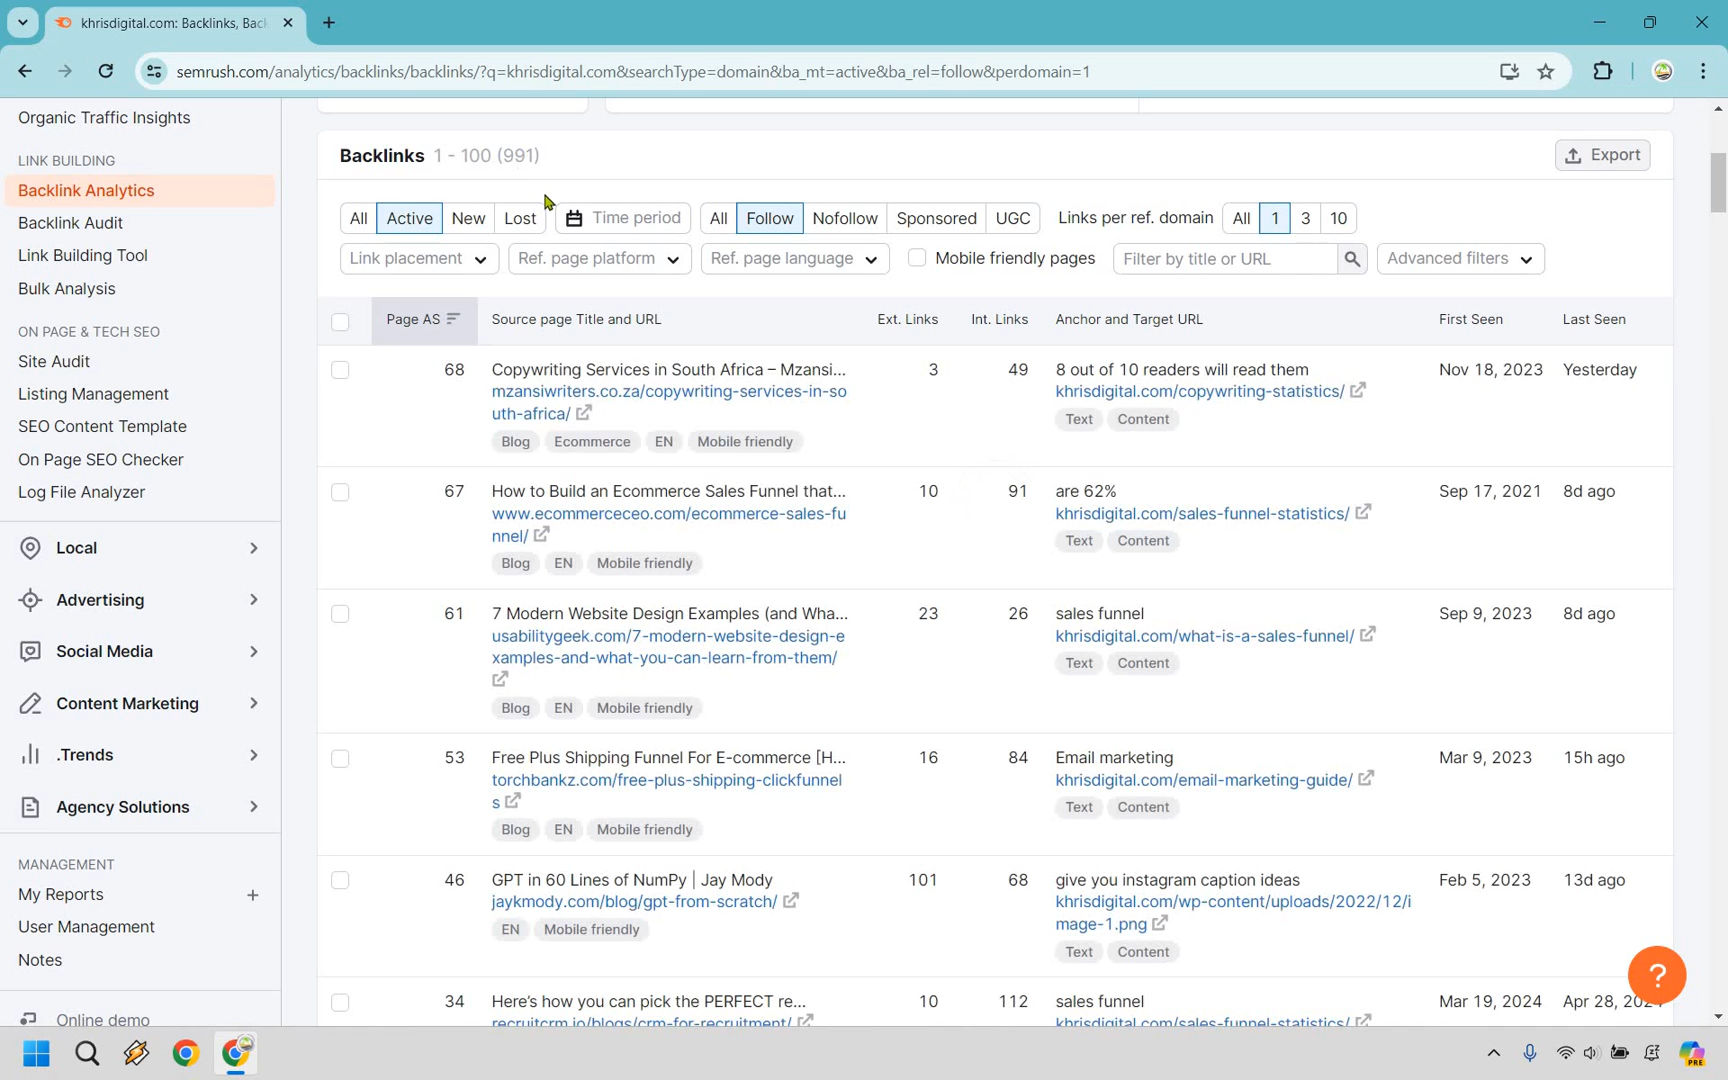 khrisdigital.com: Backlinks, Bac
semrush.com/analytics/backlinks/backlinks/?q=khrisdigital.com&searchType=domain&ba_mt=active&ba_rel=follow&perdomain=1
Organic Traffic Insights
LINK BUILDING
Backlink Analytics
Backlink Audit
Link Building Tool
Bulk Analysis
ON PAGE & TECH SEO
Site Audit
Listing Management
SEO Content Template
On Page SEO Checker
Log File Analyzer
Local
Advertising
Social Media
Content Marketing
.Trends
Agency Solutions
MANAGEMENT
My Reports
User Management
Notes
Online demo
Backlinks 1 - 100 (991)
Export
All Active New Lost Time period All Follow Nofollow Sponsored UGC Links per ref. domain All 1 3 10
Link placement Ref. page platform Ref. page language Mobile friendly pages Filter by title or URL Advanced filters
Page AS Source page Title and URL Ext. Links Int. Links Anchor and Target URL First Seen Last Seen
68 Copywriting Services in South Africa – Mzansi... 3 49 8 out of 10 readers will read them Nov 18, 2023 Yesterday
mzansiwriters.co.za/copywriting-services-in-so khrisdigital.com/copywriting-statistics/
uth-africa/ Text Content
Blog Ecommerce EN Mobile friendly
67 How to Build an Ecommerce Sales Funnel that... 10 91 are 62% Sep 17, 2021 8d ago
www.ecommerceceo.com/ecommerce-sales-fu khrisdigital.com/sales-funnel-statistics/
nnel/ Text Content
Blog EN Mobile friendly
61 7 Modern Website Design Examples (and Wha... 23 26 sales funnel Sep 9, 2023 8d ago
usabilitygeek.com/7-modern-website-design-e khrisdigital.com/what-is-a-sales-funnel/
xamples-and-what-you-can-learn-from-them/ Text Content
Blog EN Mobile friendly
53 Free Plus Shipping Funnel For E-commerce [H... 16 84 Email marketing Mar 9, 2023 15h ago
torchbankz.com/free-plus-shipping-clickfunnel khrisdigital.com/email-marketing-guide/
s Text Content
Blog EN Mobile friendly
46 GPT in 60 Lines of NumPy | Jay Mody 101 68 give you instagram caption ideas Feb 5, 2023 13d ago
jaykmody.com/blog/gpt-from-scratch/ khrisdigital.com/wp-content/uploads/2022/12/i
EN Mobile friendly mage-1.png
Text Content
34 Here's how you can pick the PERFECT re... 10 112 sales funnel Mar 19, 2024 Apr 28, 202
recruitcrm.io/blogs/crm-for-recruitment/ khrisdigital.com/sales-funnel-statistics/
?
PRE